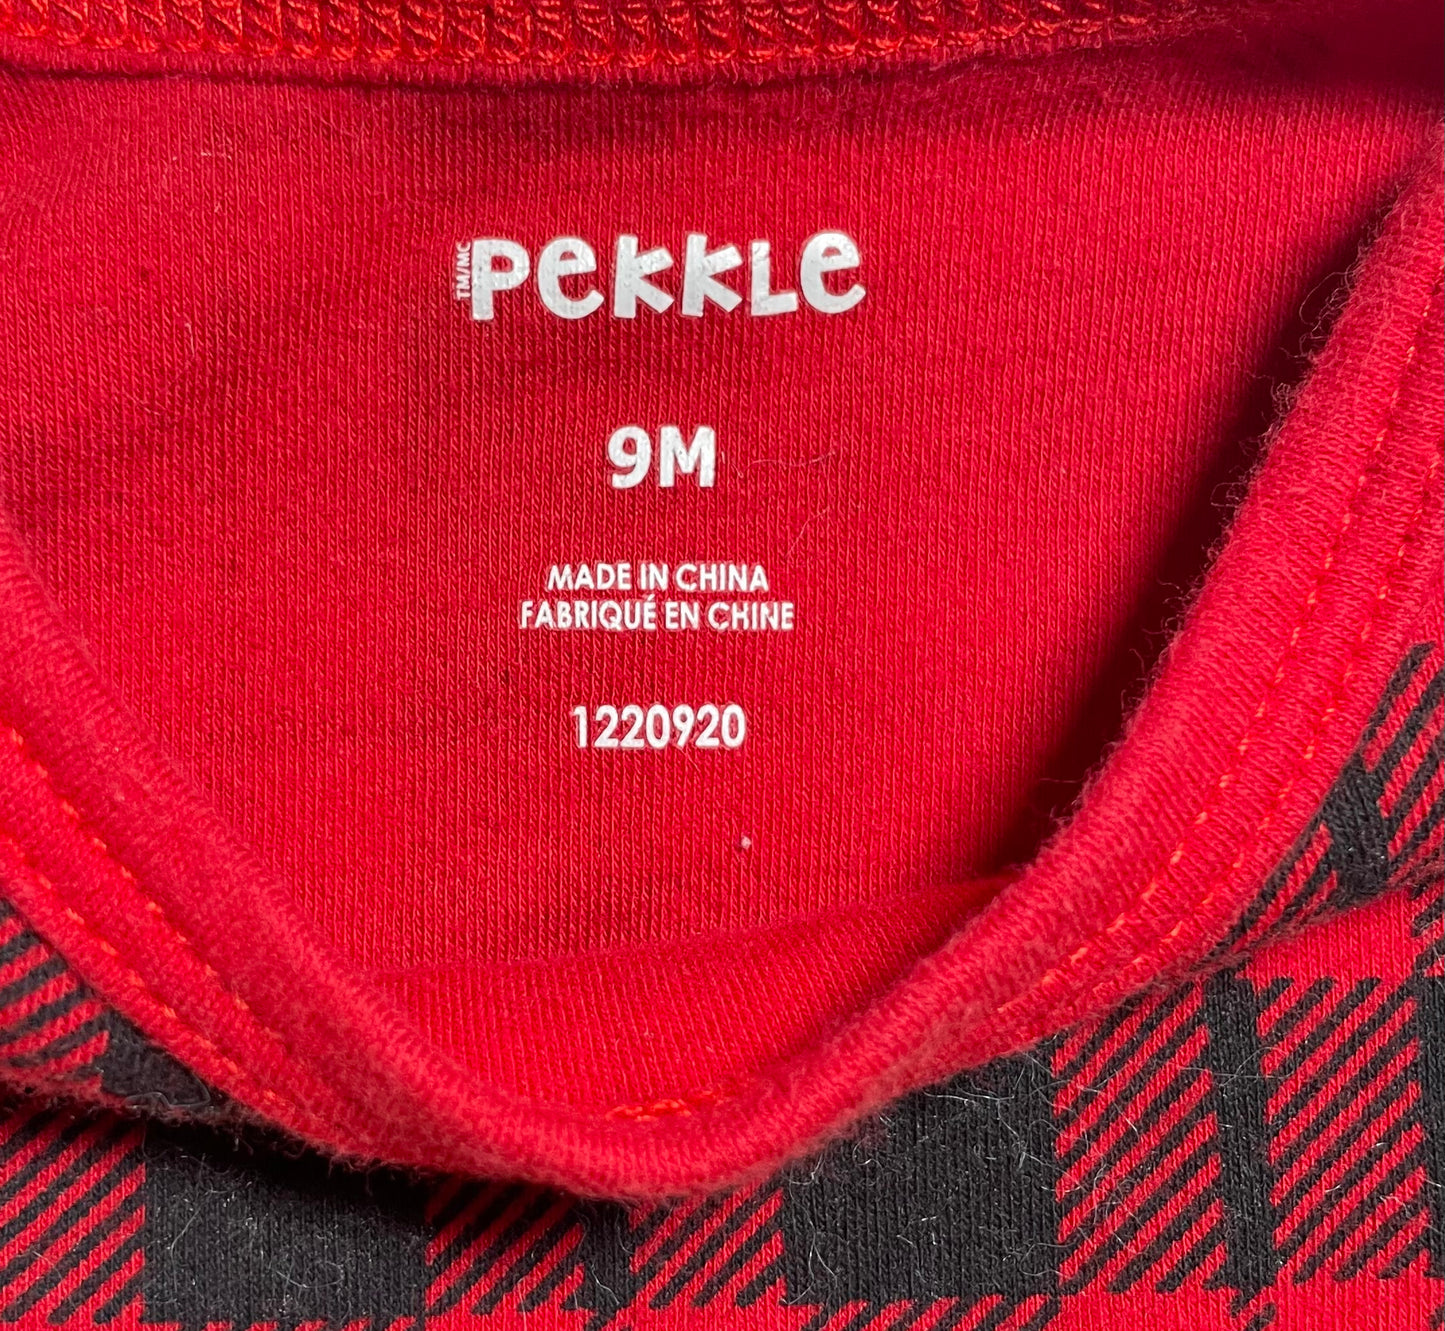 TM/MC PeKKLe
9M
MADE IN CHINA
FABRIQUÉ EN CHINE
1220920